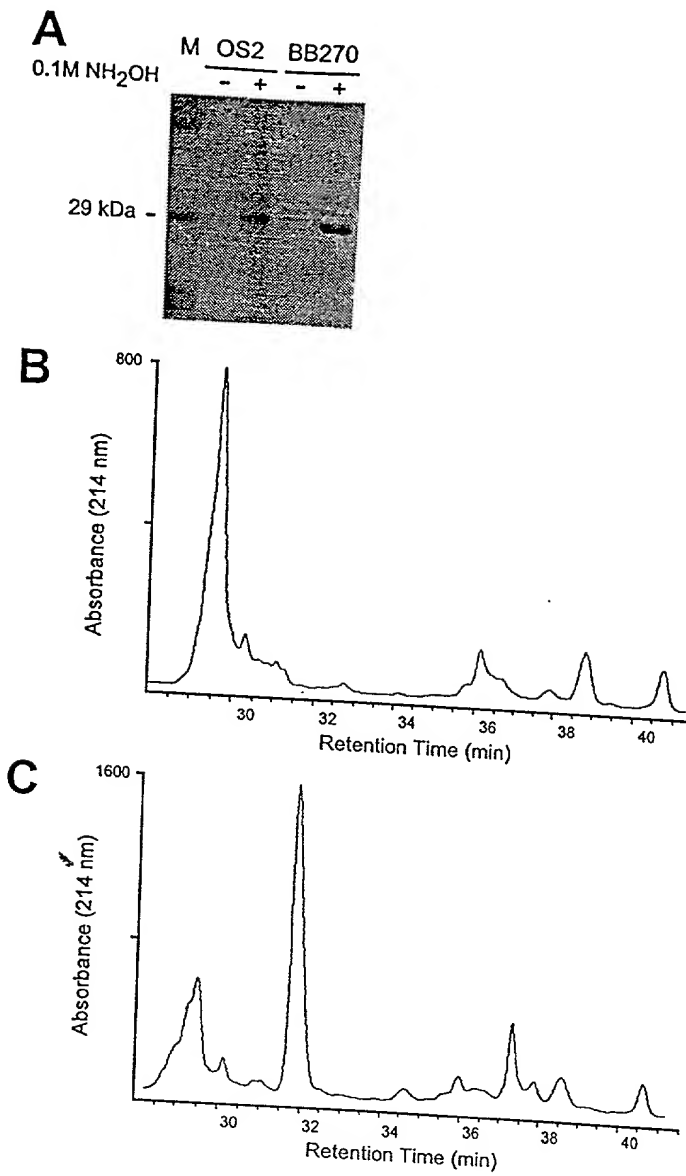 A
M OS2 BB270
0.1M NH2OH - + - +
29 kDa -
B
800
Absorbance (214 nm)
30 32 34 36 38 40
Retention Time (min)
C
1600
Absorbance (214 nm)
30 32 34 36 38 40
Retention Time (min)